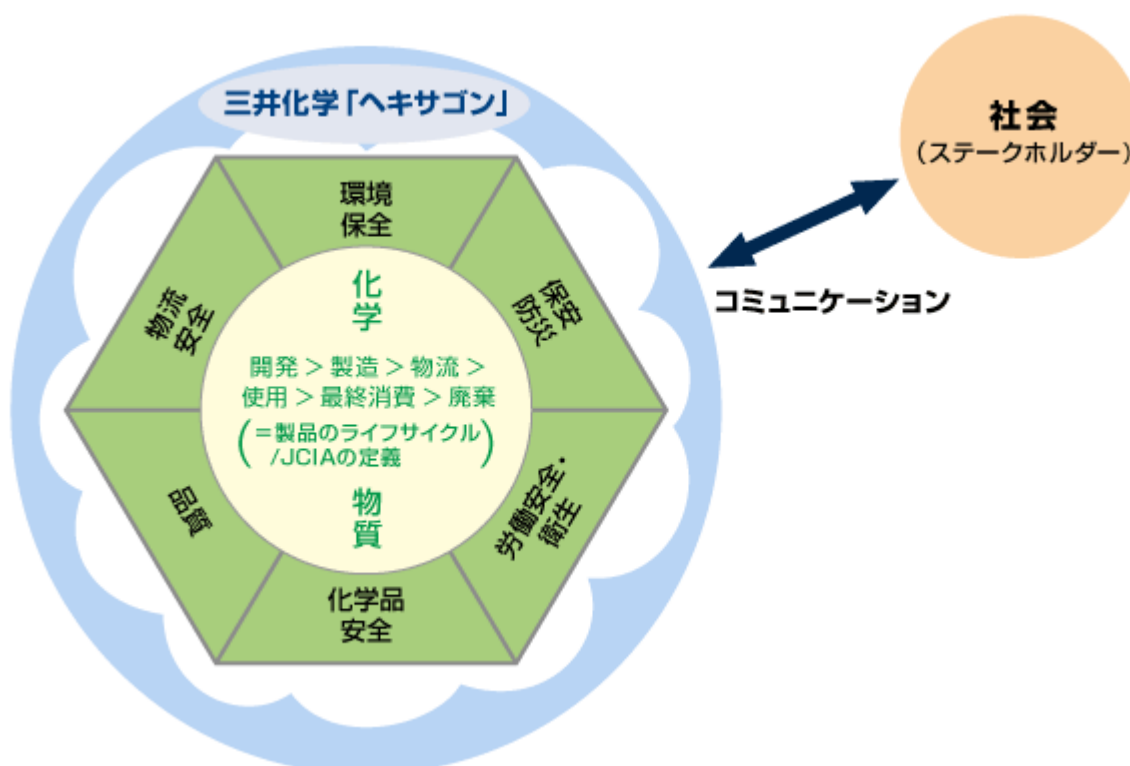 三井化学「ヘキサゴン」
社会
（ステークホルダー）
環境
保全
保安
防災
物流
安全
コミュニケーション
化
学
開発 > 製造 > 物流 >
使用 > 最終消費 > 廃棄
（＝製品のライフサイクル
/JCIAの定義）
物
質
品質
労働安全・
衛生
化学品
安全